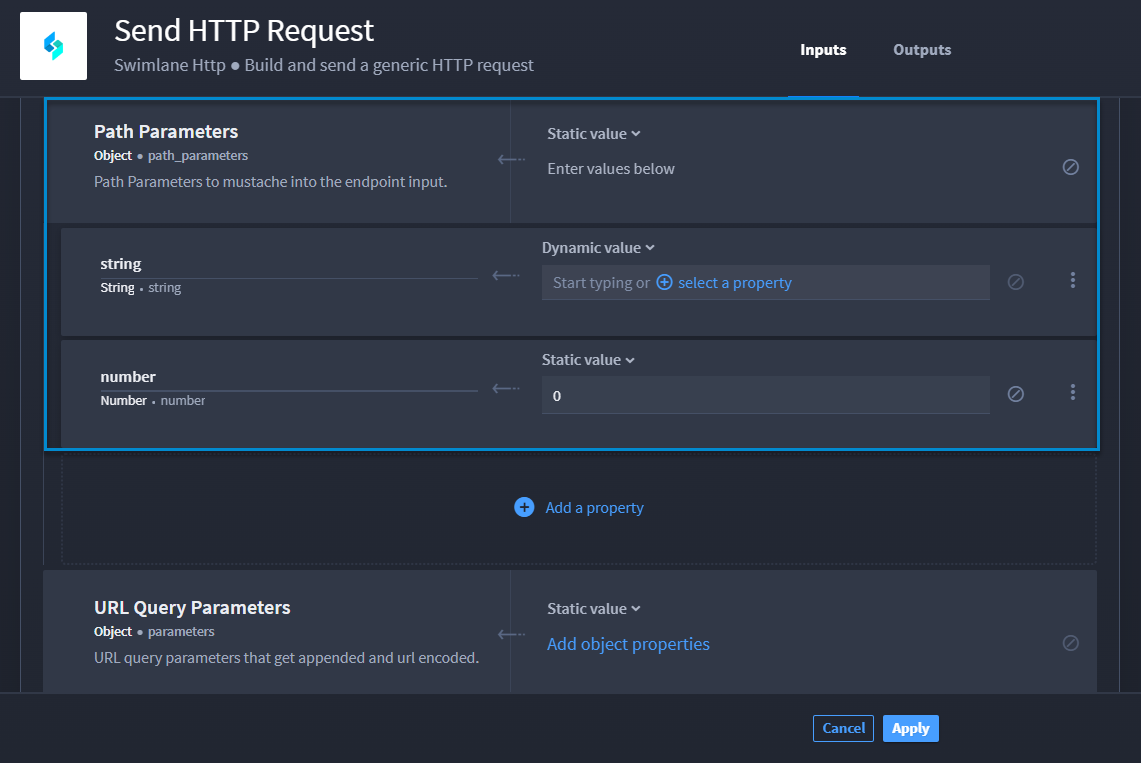 Send HTTP Request
Swimlane Http ● Build and send a generic HTTP request
Inputs
Outputs
Path Parameters
Object ● path_parameters
Path Parameters to mustache into the endpoint input.
Static value
Enter values below
string
String • string
Dynamic value
Start typing or select a property
number
Number • number
Static value
0
Add a property
URL Query Parameters
Object ● parameters
URL query parameters that get appended and url encoded.
Static value
Add object properties
Cancel
Apply